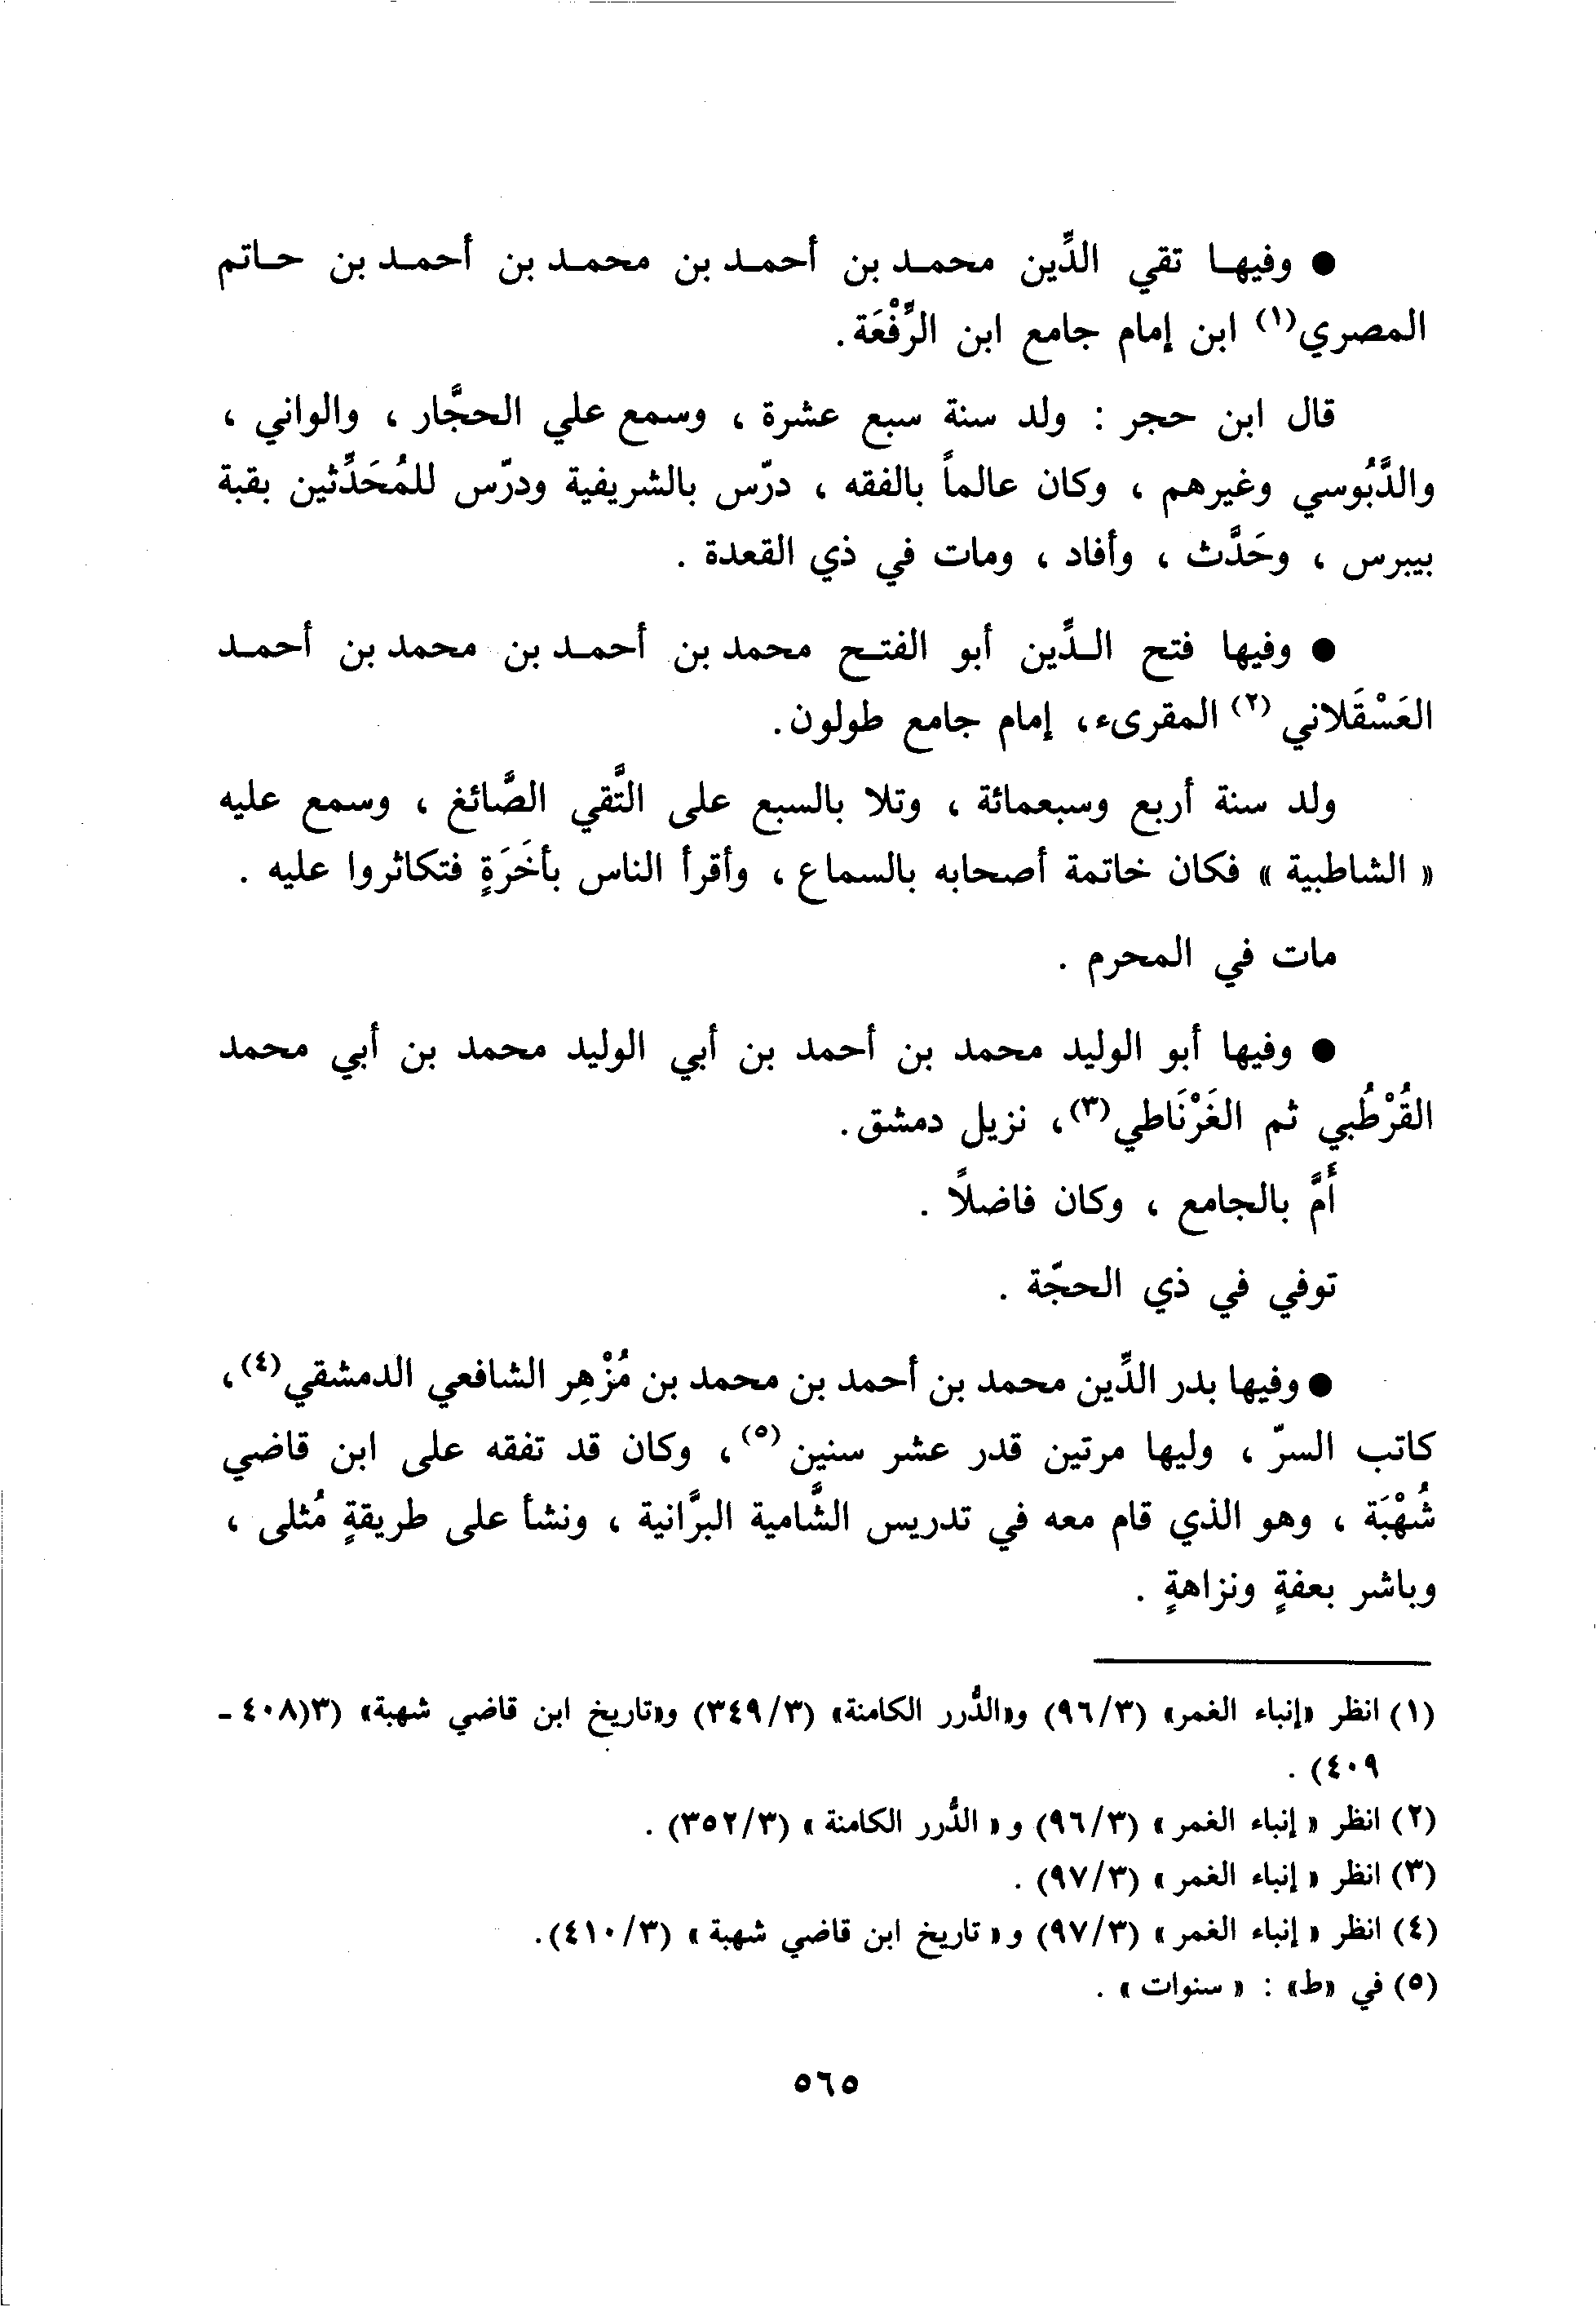 ● وفيها تقي الدِّين محمد بن أحمد بن محمد بن أحمد بن حاتم
المصري(١) ابن إمام جامع ابن الرِّفْعَة.
قال ابن حجر : ولد سنة سبع عشرة ، وسمع علي الحجَّار ، والواني ،
والدَّبُوسي وغيرهم ، وكان عالماً بالفقه ، درّس بالشريفية ودرّس للمُحَدِّثين بقبة
بيبرس ، وحَدَّث ، وأفاد ، ومات في ذي القعدة .
● وفيها فتح الدِّين أبو الفتح محمد بن أحمد بن محمد بن أحمد
العَسْقَلاني (٢) المقرىء، إمام جامع طولون.
ولد سنة أربع وسبعمائة ، وتلا بالسبع على التَّقي الصَّائغ ، وسمع عليه
« الشاطبية » فكان خاتمة أصحابه بالسماع ، وأقرأ الناس بأخَرَةٍ فتكاثروا عليه .
مات في المحرم .
● وفيها أبو الوليد محمد بن أحمد بن أبي الوليد محمد بن أبي محمد
القُرْطُبي ثم الغَرْنَاطي(٣)، نزيل دمشق.
أَمَّ بالجامع ، وكان فاضلاً .
توفي في ذي الحجّة .
● وفيها بدر الدِّين محمد بن أحمد بن محمد بن مُزْهِر الشافعي الدمشقي(٤)،
كاتب السرّ ، وليها مرتين قدر عشر سنين(٥)، وكان قد تفقه على ابن قاضي
شُهْبَة ، وهو الذي قام معه في تدريس الشَّامية البرَّانية ، ونشأ على طريقةٍ مُثلى ،
وباشر بعفةٍ ونزاهةٍ .
(١) انظر «إنباء الغمر» (٩٦/٣) و«الدُّرر الكامنة» (٣٤٩/٣) و«تاريخ ابن قاضي شهبة» (٣(٤٠٨ -
٤٠٩) .
(٢) انظر « إنباء الغمر » (٩٦/٣) و « الدُّرر الكامنة » (٣٥٢/٣) .
(٣) انظر « إنباء الغمر » (٩٧/٣) .
(٤) انظر « إنباء الغمر » (٩٧/٣) و « تاريخ ابن قاضي شهبة » (٤١٠/٣).
(٥) في «ط» : « سنوات » .
٥٦٥